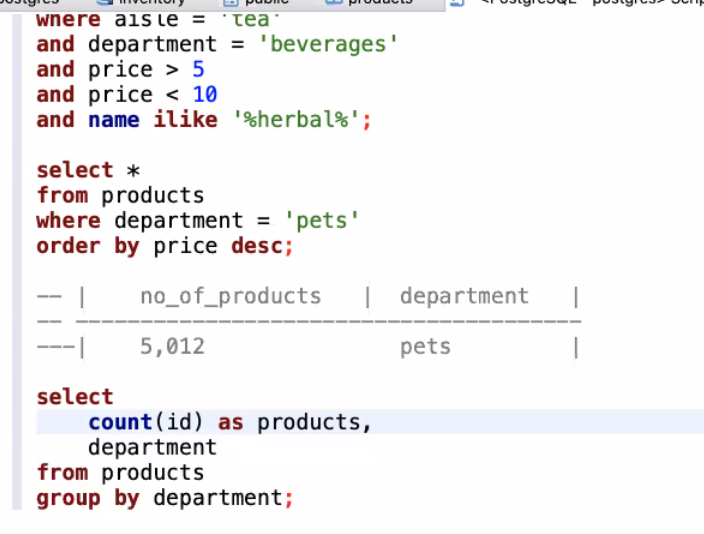 postgres inventory public products <PostgreSQL - postgres> Scrip
where aisle = 'tea'
and department = 'beverages'
and price > 5
and price < 10
and name ilike '%herbal%';
select *
from products
where department = 'pets'
order by price desc;
-- | no_of_products | department |
-- ---------------------------------------
---| 5,012 pets |
select
count(id) as products,
department
from products
group by department;